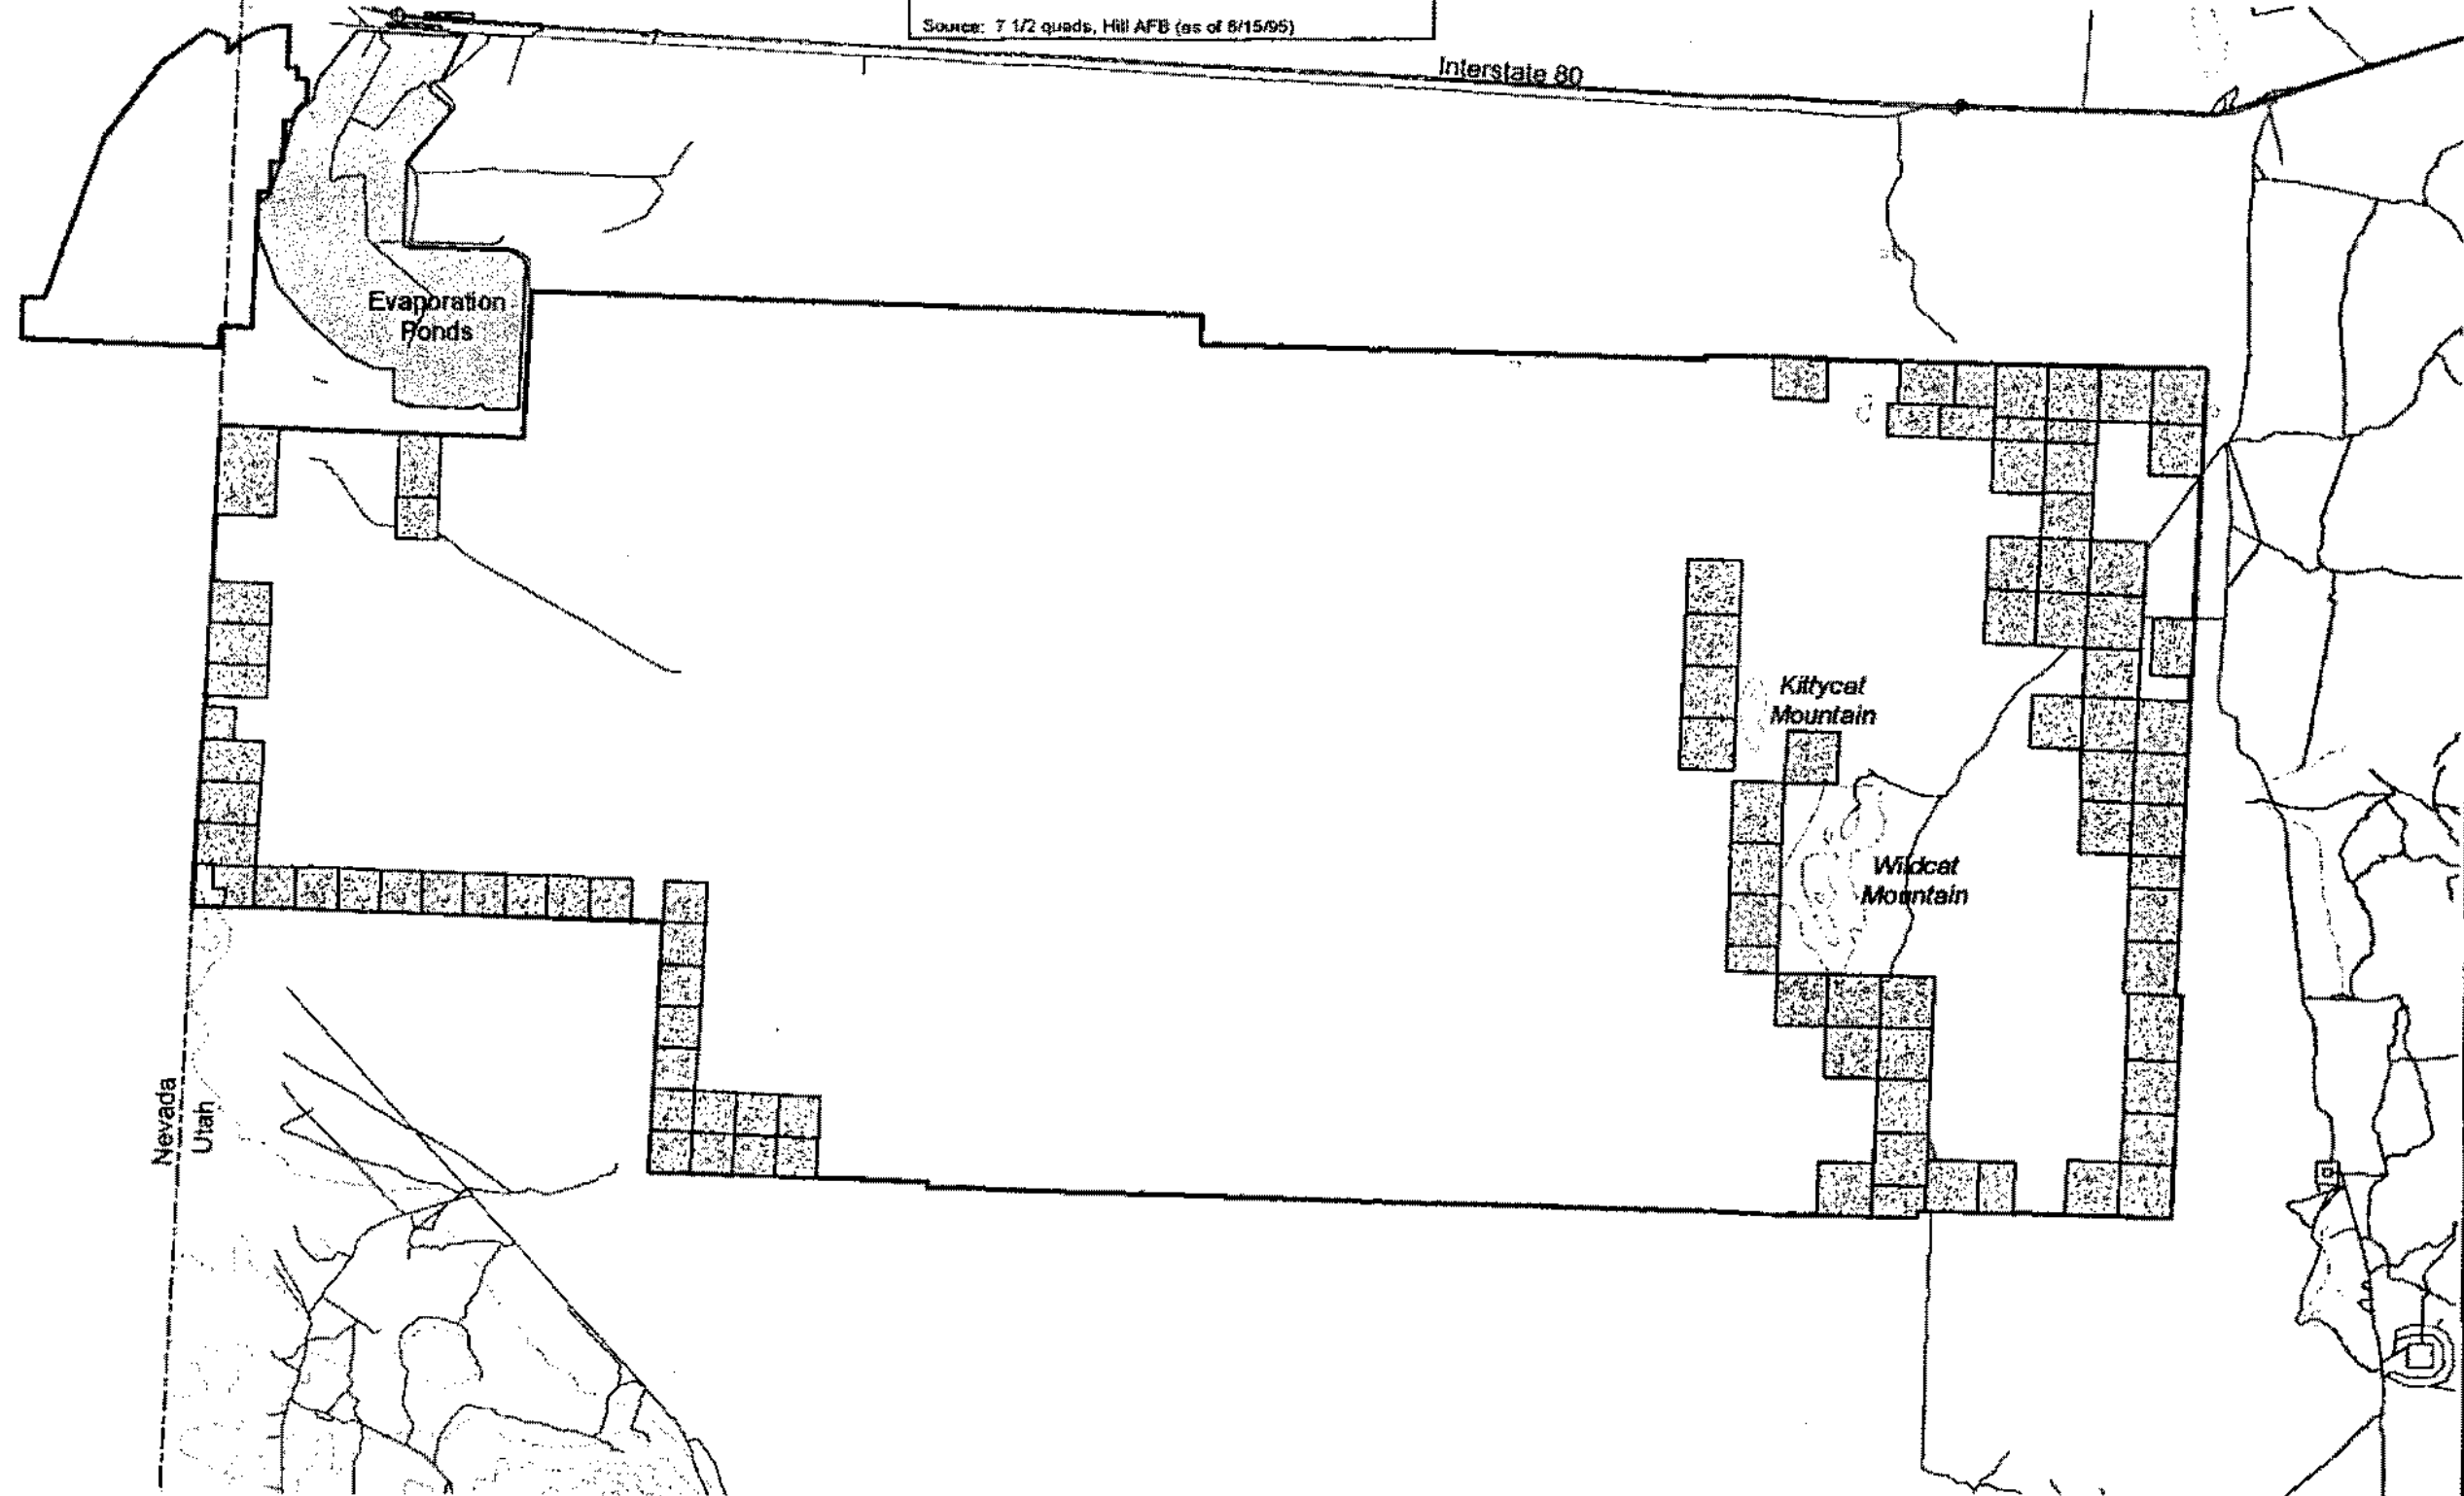 Source: 7 1/2 quads, Hill AFB (as of 8/15/95)
Interstate 80
Evaporation
Ponds
Kittycat
Mountain
Wildcat
Mountain
Nevada
Utah